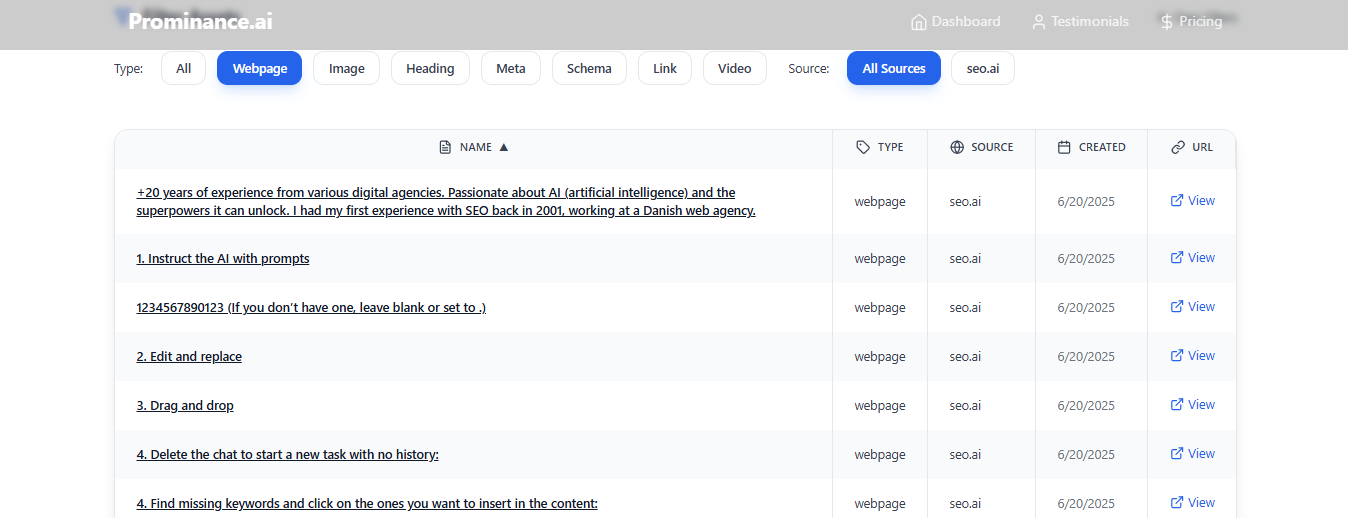 Prominance.ai
Dashboard
Testimonials
Pricing
Type:
All
Webpage
Image
Heading
Meta
Schema
Link
Video
Source:
All Sources
seo.ai
NAME ▲
TYPE
SOURCE
CREATED
URL
+20 years of experience from various digital agencies. Passionate about AI (artificial intelligence) and the
superpowers it can unlock. I had my first experience with SEO back in 2001, working at a Danish web agency.
webpage
seo.ai
6/20/2025
View
1. Instruct the AI with prompts
webpage
seo.ai
6/20/2025
View
1234567890123 (If you don’t have one, leave blank or set to .)
webpage
seo.ai
6/20/2025
View
2. Edit and replace
webpage
seo.ai
6/20/2025
View
3. Drag and drop
webpage
seo.ai
6/20/2025
View
4. Delete the chat to start a new task with no history:
webpage
seo.ai
6/20/2025
View
4. Find missing keywords and click on the ones you want to insert in the content:
webpage
seo.ai
6/20/2025
View